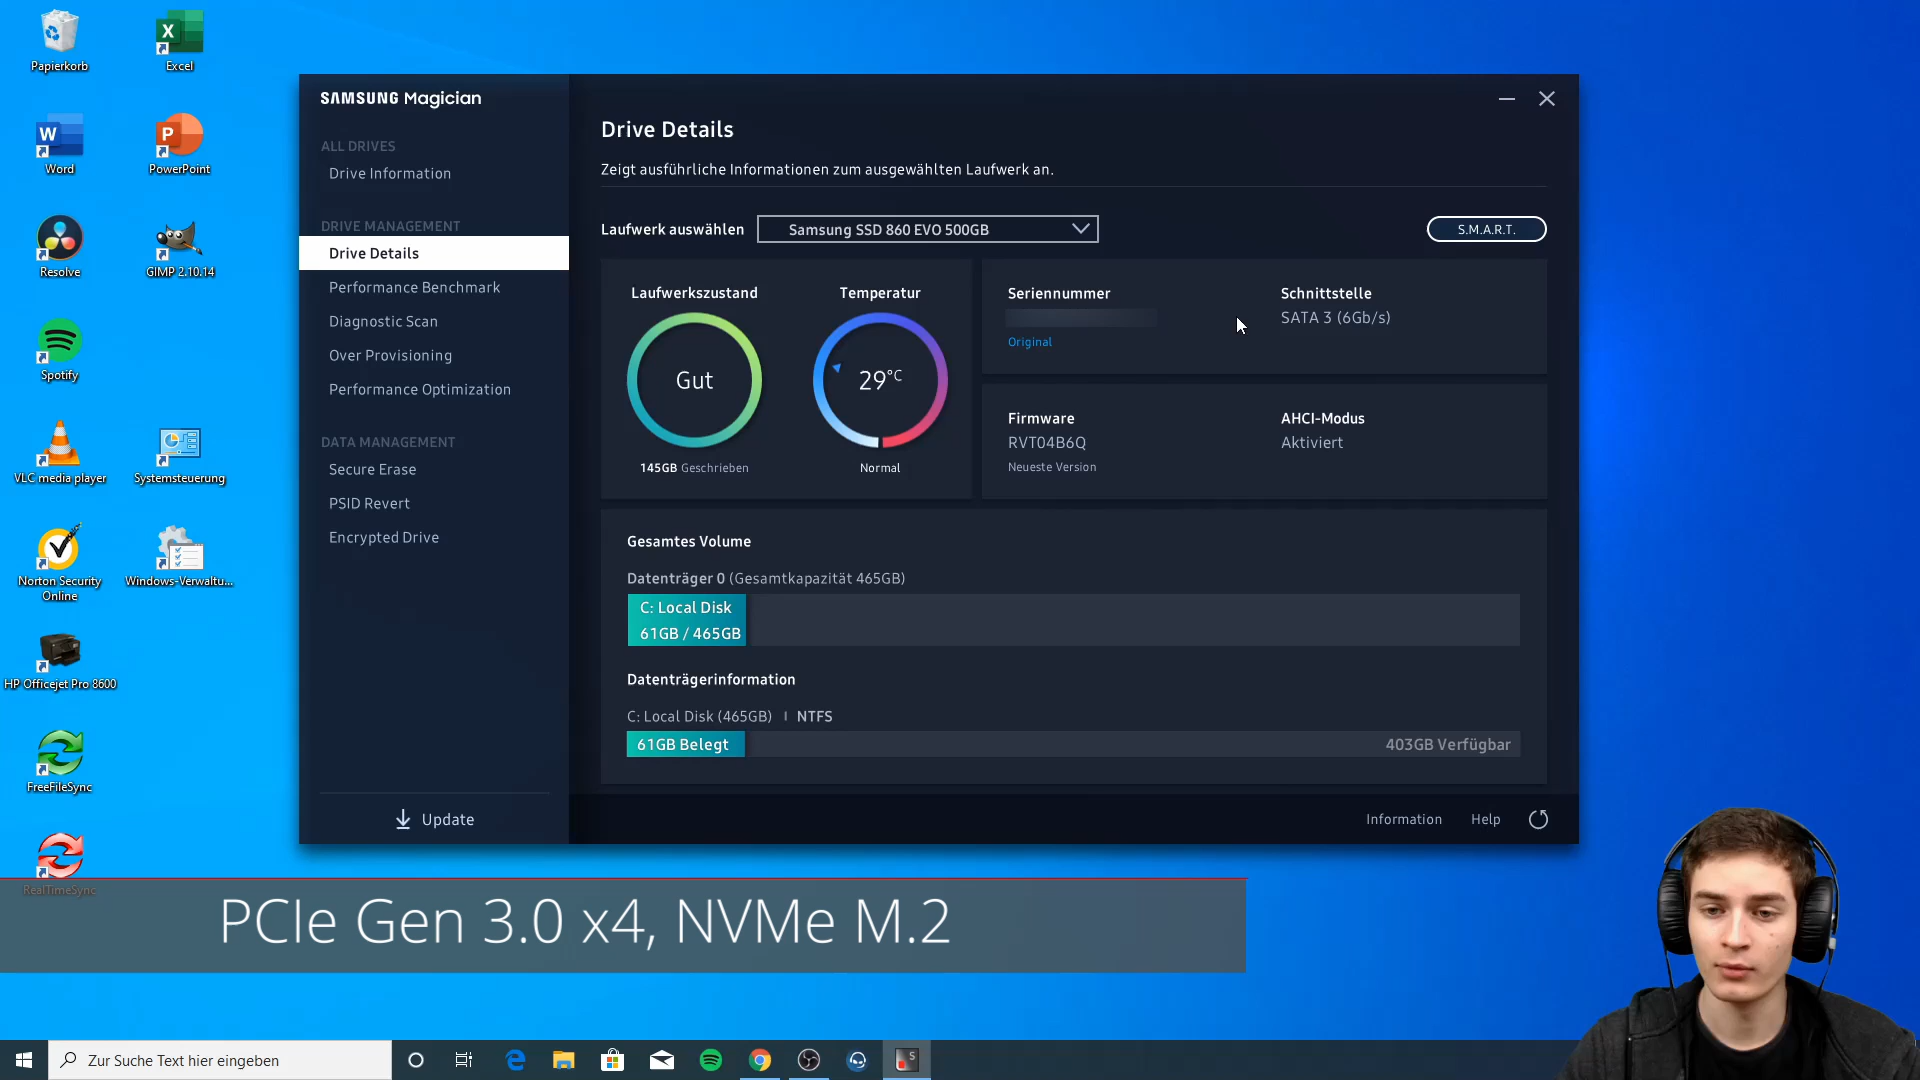 Papierkorb
Excel
Word
PowerPoint
Resolve
GIMP 2.10.14
Spotify
VLC media player
Systemsteuerung
Norton Security
Online
Windows-Verwaltu...
HP Officejet Pro 8600
FreeFileSync
RealTimeSync
SAMSUNG Magician
ALL DRIVES
Drive Information
DRIVE MANAGEMENT
Drive Details
Performance Benchmark
Diagnostic Scan
Over Provisioning
Performance Optimization
DATA MANAGEMENT
Secure Erase
PSID Revert
Encrypted Drive
Update
Drive Details
Zeigt ausführliche Informationen zum ausgewählten Laufwerk an.
Laufwerk auswählen
Samsung SSD 860 EVO 500GB
S.M.A.R.T.
Laufwerkszustand
Gut
145GB Geschrieben
Temperatur
29°C
Normal
Seriennummer
Original
Schnittstelle
SATA 3 (6Gb/s)
Firmware
RVT04B6Q
Neueste Version
AHCI-Modus
Aktiviert
Gesamtes Volume
Datenträger 0 (Gesamtkapazität 465GB)
C: Local Disk
61GB / 465GB
Datenträgerinformation
C: Local Disk (465GB) | NTFS
61GB Belegt
403GB Verfügbar
Information
Help
PCIe Gen 3.0 x4, NVMe M.2
Zur Suche Text hier eingeben